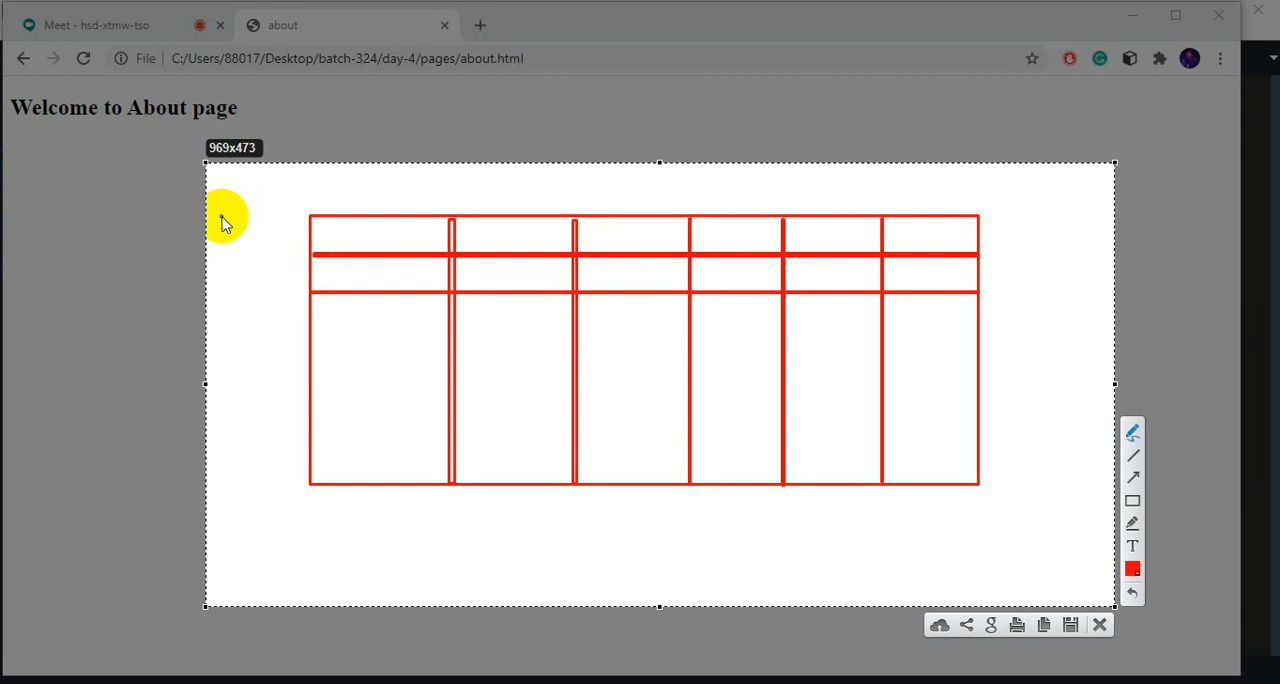 Meet - hsd-xtmw-tso
about
File
C:/Users/88017/Desktop/batch-324/day-4/pages/about.html
Welcome to About page
969x473
T
g